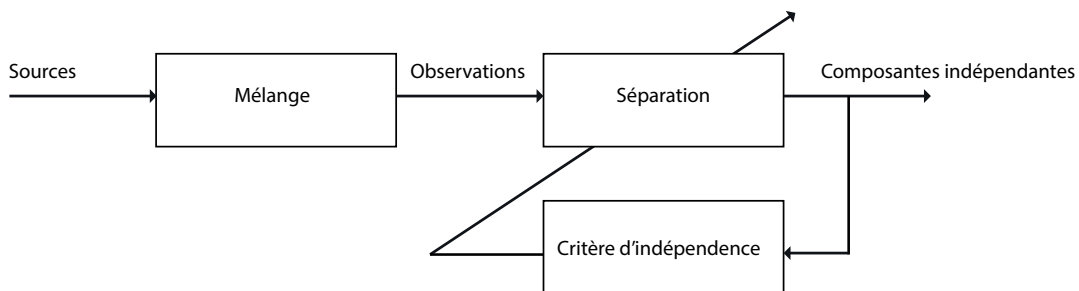 Sources
Mélange
Observations
Séparation
Composantes indépendantes
Critère d'indépendence